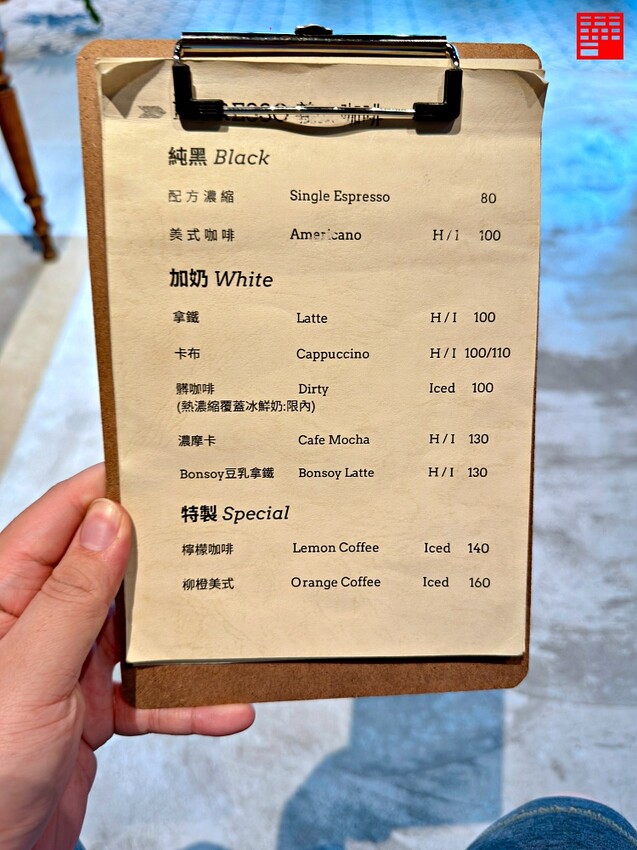 純黑 Black
配方濃縮 Single Espresso 80
美式咖啡 Americano H / I 100
加奶 White
拿鐵 Latte H / I 100
卡布 Cappuccino H / I 100/110
髒咖啡 Dirty Iced 100
(熱濃縮覆蓋冰鮮奶:限內)
濃摩卡 Cafe Mocha H / I 130
Bonsoy豆乳拿鐵 Bonsoy Latte H / I 130
特製 Special
檸檬咖啡 Lemon Coffee Iced 140
柳橙美式 Orange Coffee Iced 160